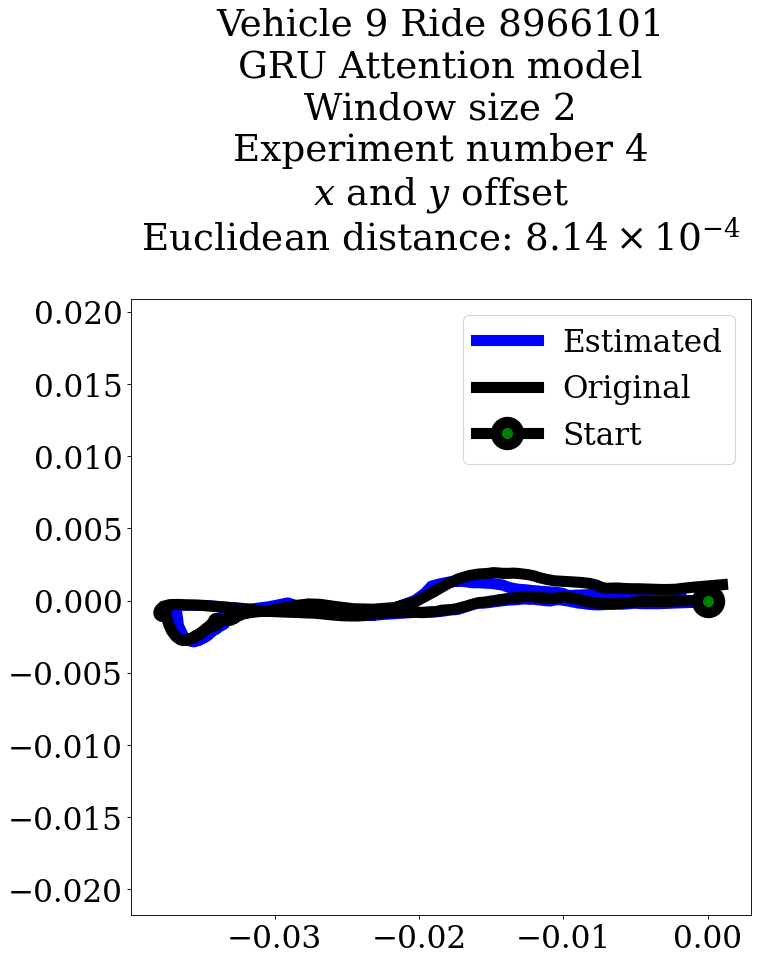 Vehicle 9 Ride 8966101
GRU Attention model
Window size 2
Experiment number 4
x and y offset
Euclidean distance: 8.14 × 10⁻⁴
Estimated
Original
Start
0.020
0.015
0.010
0.005
0.000
−0.005
−0.010
−0.015
−0.020
−0.03
−0.02
−0.01
0.00